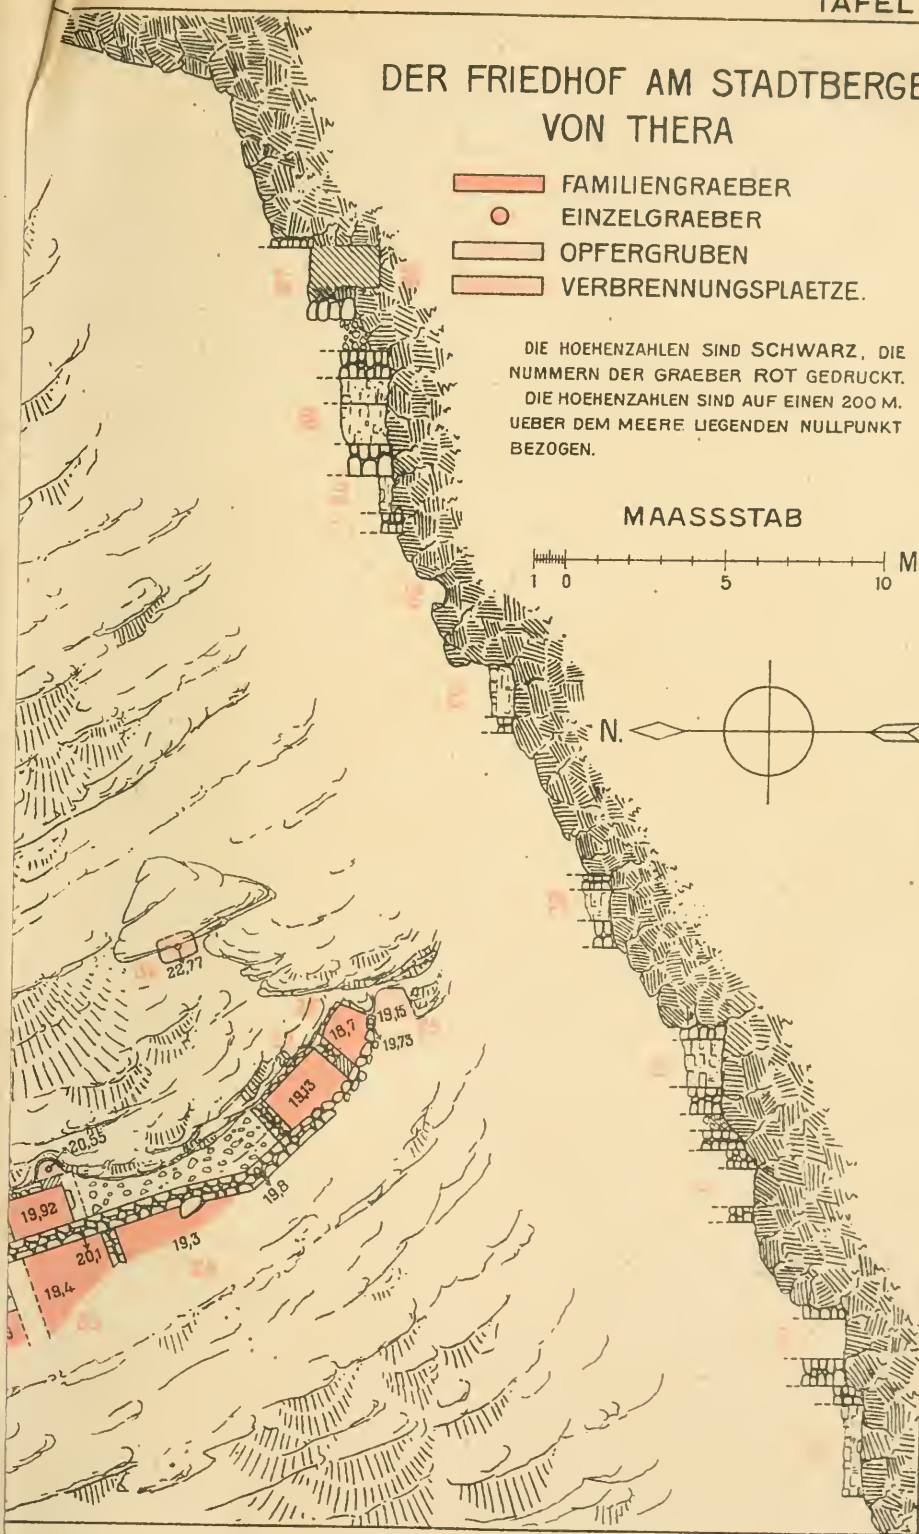 TAFEL
DER FRIEDHOF AM STADTBERGE
VON THERA
FAMILIENGRAEBER
EINZELGRAEBER
OPFERGRUBEN
VERBRENNUNGSPLAETZE.
DIE HOEHENZAHLEN SIND SCHWARZ, DIE
NUMMERN DER GRAEBER ROT GEDRUCKT.
DIE HOEHENZAHLEN SIND AUF EINEN 200 M.
UEBER DEM MEERE LIEGENDEN NULLPUNKT
BEZOGEN.
MAASSSTAB
M
1 0 5 10
N.
22,77
18,7
19,15
19,73
19,13
20,55
19,8
19,92
20,1
19,3
19,4